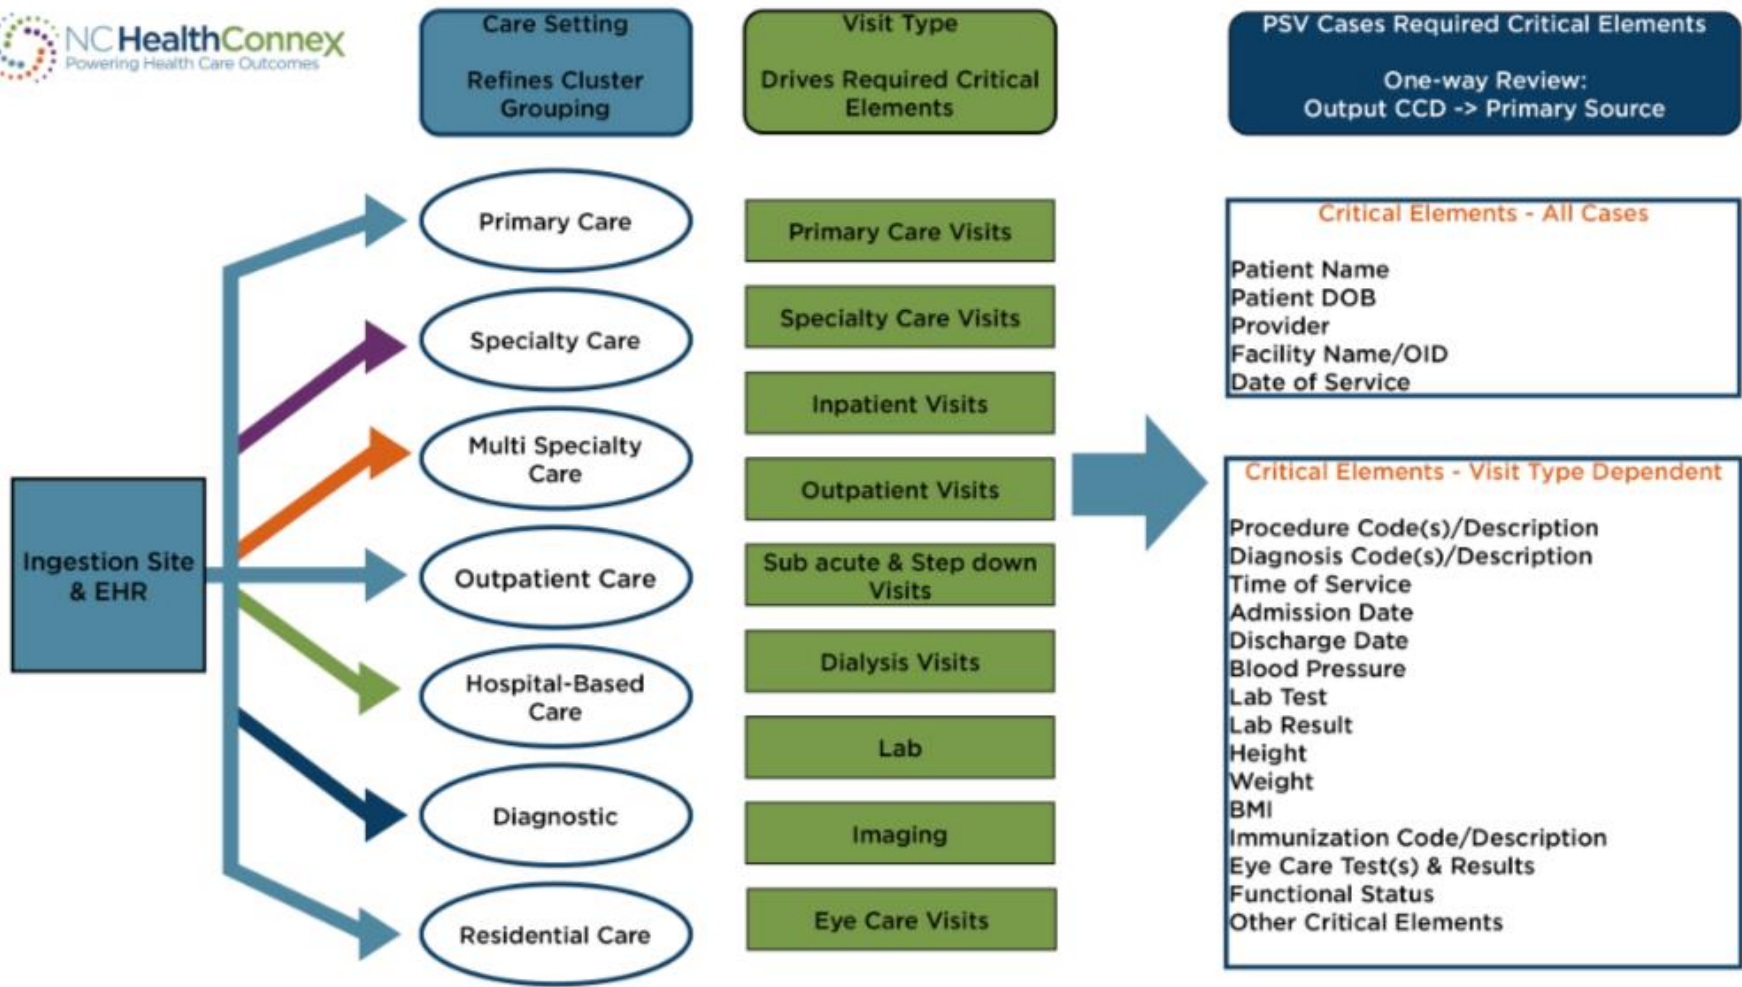 NC HealthConnex
Powering Health Care Outcomes
Care Setting
Refines Cluster
Grouping
Visit Type
Drives Required Critical
Elements
PSV Cases Required Critical Elements
One-way Review:
Output CCD -> Primary Source
Ingestion Site
& EHR
Primary Care
Specialty Care
Multi Specialty
Care
Outpatient Care
Hospital-Based
Care
Diagnostic
Residential Care
Primary Care Visits
Specialty Care Visits
Inpatient Visits
Outpatient Visits
Sub acute & Step down
Visits
Dialysis Visits
Lab
Imaging
Eye Care Visits
Critical Elements - All Cases
Patient Name
Patient DOB
Provider
Facility Name/OID
Date of Service
Critical Elements - Visit Type Dependent
Procedure Code(s)/Description
Diagnosis Code(s)/Description
Time of Service
Admission Date
Discharge Date
Blood Pressure
Lab Test
Lab Result
Height
Weight
BMI
Immunization Code/Description
Eye Care Test(s) & Results
Functional Status
Other Critical Elements